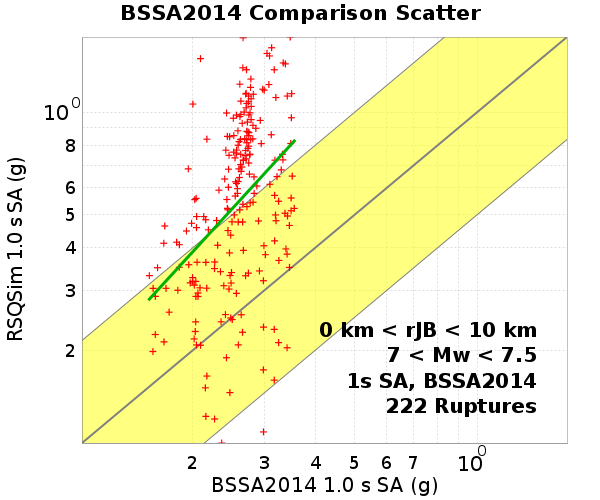 BSSA2014 Comparison Scatter
RSQSim 1.0 s SA (g)
10^0
8
6
5
4
3
2
0 km < rJB < 10 km
7 < Mw < 7.5
1s SA, BSSA2014
222 Ruptures
2 3 4 5 6 7 10^0
BSSA2014 1.0 s SA (g)